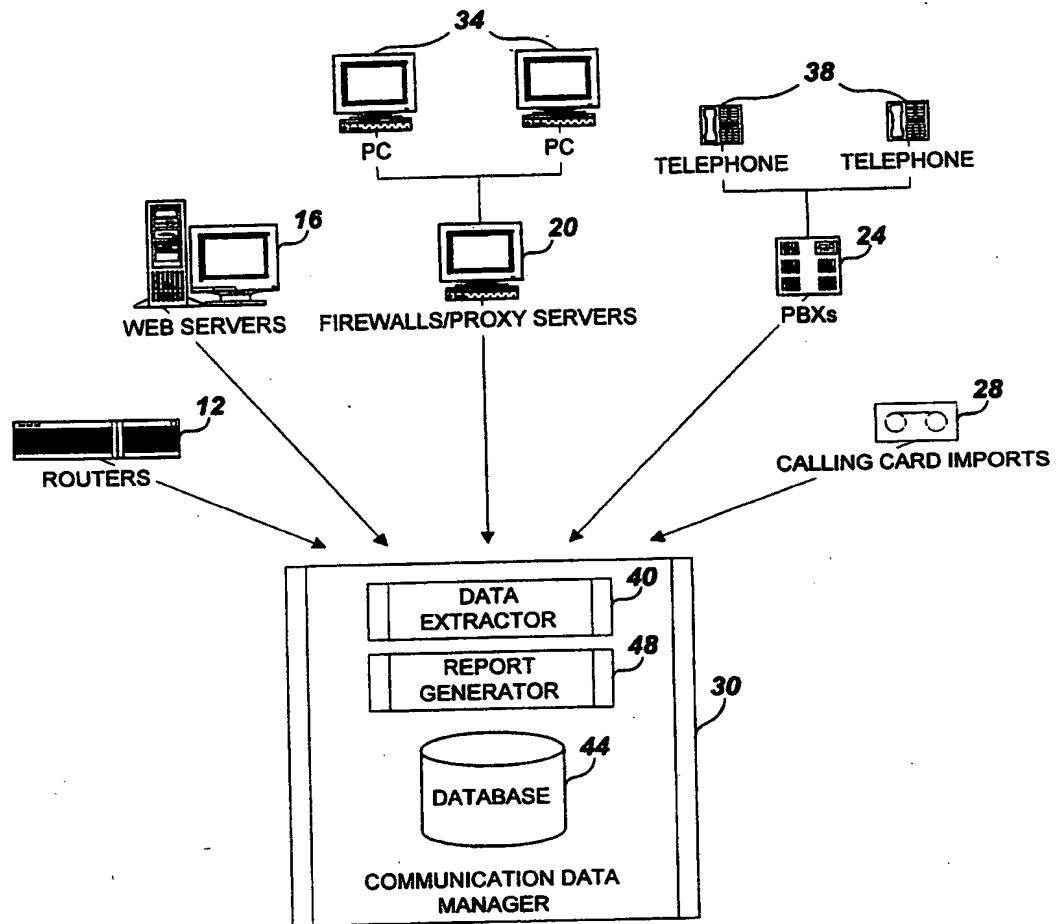 34
38
PC
PC
TELEPHONE
TELEPHONE
16
20
24
WEB SERVERS
FIREWALLS/PROXY SERVERS
PBXs
12
28
ROUTERS
CALLING CARD IMPORTS
DATA
EXTRACTOR
40
REPORT
GENERATOR
48
30
DATABASE
44
COMMUNICATION DATA
MANAGER